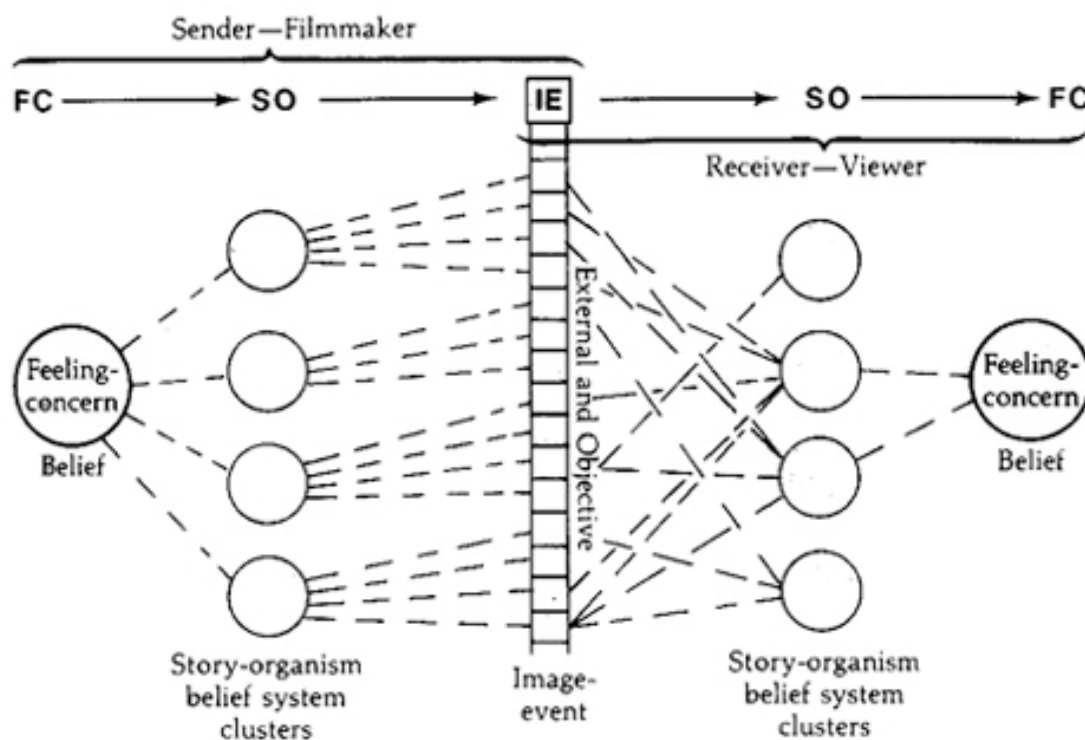 Sender—Filmmaker
FC SO IE SO FC
Receiver—Viewer
External and Objective
Feeling-
concern
Belief
Feeling-
concern
Belief
Story-organism
belief system
clusters
Image-
event
Story-organism
belief system
clusters